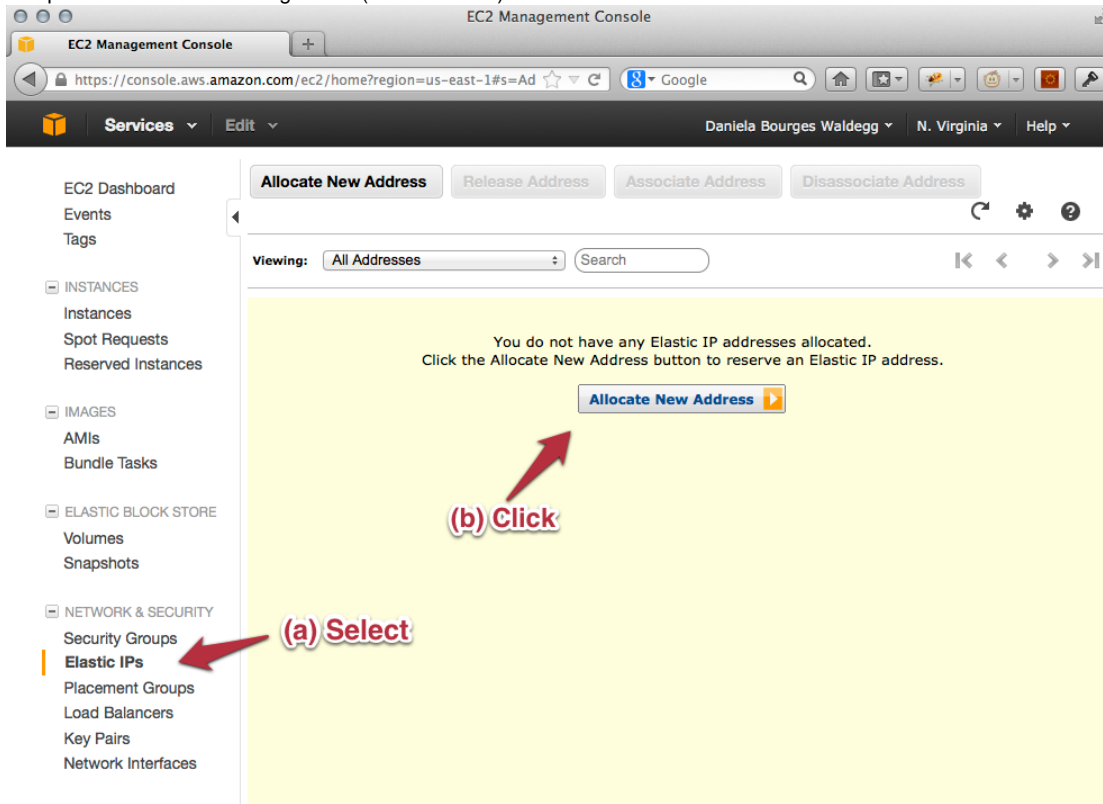 EC2 Management Console
EC2 Management Console
https://console.aws.amazon.com/ec2/home?region=us-east-1#s=Ad
Google
Services Edit Daniela Bourges Waldegg N. Virginia Help
Allocate New Address Release Address Associate Address Disassociate Address
EC2 Dashboard
Events
Tags
Viewing: All Addresses Search
INSTANCES
Instances
Spot Requests
Reserved Instances
You do not have any Elastic IP addresses allocated.
Click the Allocate New Address button to reserve an Elastic IP address.
Allocate New Address
IMAGES
AMIs
Bundle Tasks
(b) Click
ELASTIC BLOCK STORE
Volumes
Snapshots
NETWORK & SECURITY
Security Groups
(a) Select
Elastic IPs
Placement Groups
Load Balancers
Key Pairs
Network Interfaces